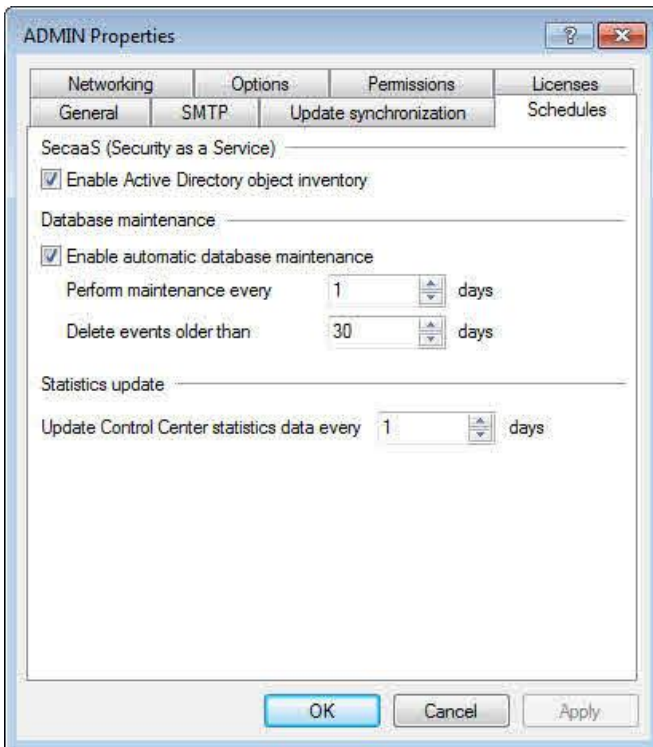 ADMIN Properties
Networking Options Permissions Licenses
General SMTP Update synchronization Schedules
SecaaS (Security as a Service)
Enable Active Directory object inventory
Database maintenance
Enable automatic database maintenance
Perform maintenance every 1 days
Delete events older than 30 days
Statistics update
Update Control Center statistics data every 1 days
OK Cancel Apply